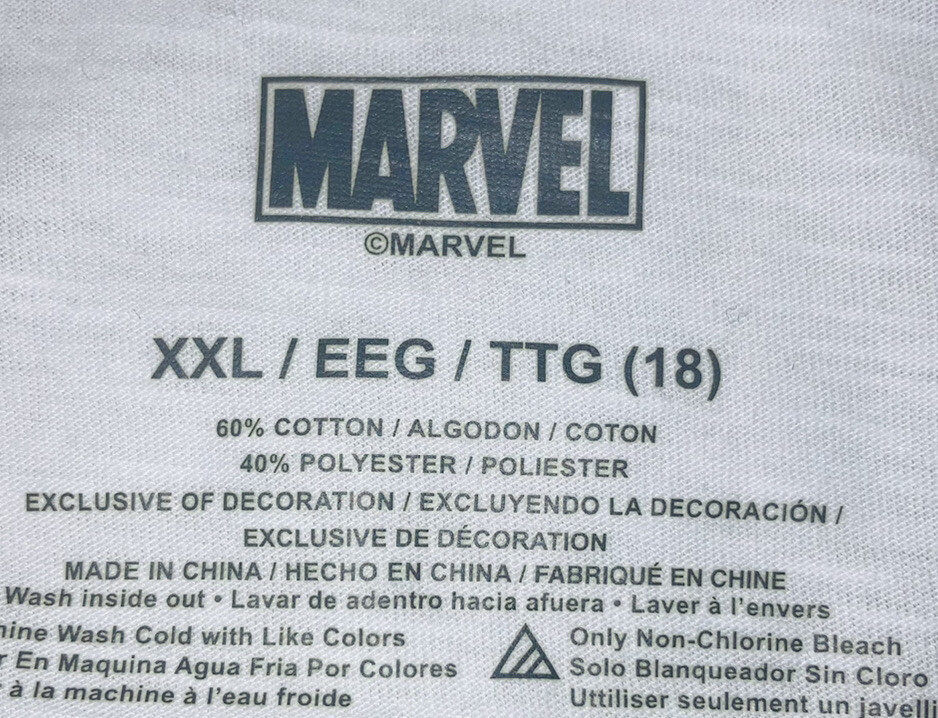 MARVEL
©MARVEL
XXL / EEG / TTG (18)
60% COTTON / ALGODON / COTON
40% POLYESTER / POLIESTER
EXCLUSIVE OF DECORATION / EXCLUYENDO LA DECORACIÓN /
EXCLUSIVE DE DÉCORATION
MADE IN CHINA / HECHO EN CHINA / FABRIQUÉ EN CHINE
Wash inside out • Lavar de adentro hacia afuera • Laver à l'envers
Wash Cold with Like Colors
En Maquina Agua Fria Por Colores
à la machine à l'eau froide
Only Non-Chlorine Bleach
Solo Blanqueador Sin Cloro
Uttiliser seulement un